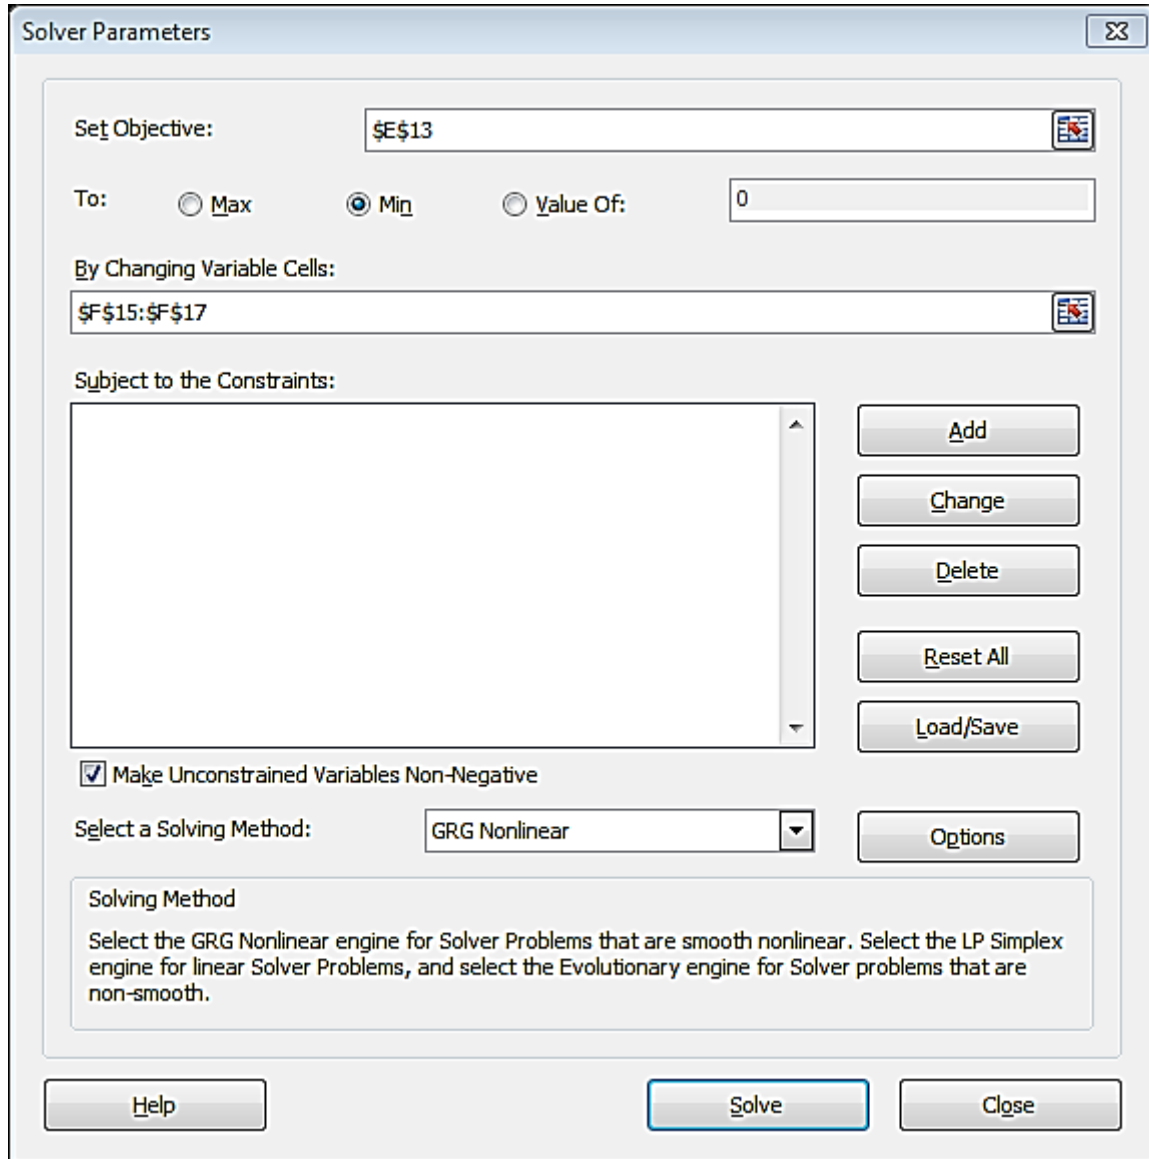 Solver Parameters
Set Objective: $E$13
To: Max Min Value Of: 0
By Changing Variable Cells:
$F$15:$F$17
Subject to the Constraints:
Add
Change
Delete
Reset All
Load/Save
Make Unconstrained Variables Non-Negative
Select a Solving Method: GRG Nonlinear Options
Solving Method
Select the GRG Nonlinear engine for Solver Problems that are smooth nonlinear. Select the LP Simplex
engine for linear Solver Problems, and select the Evolutionary engine for Solver problems that are
non-smooth.
Help Solve Close